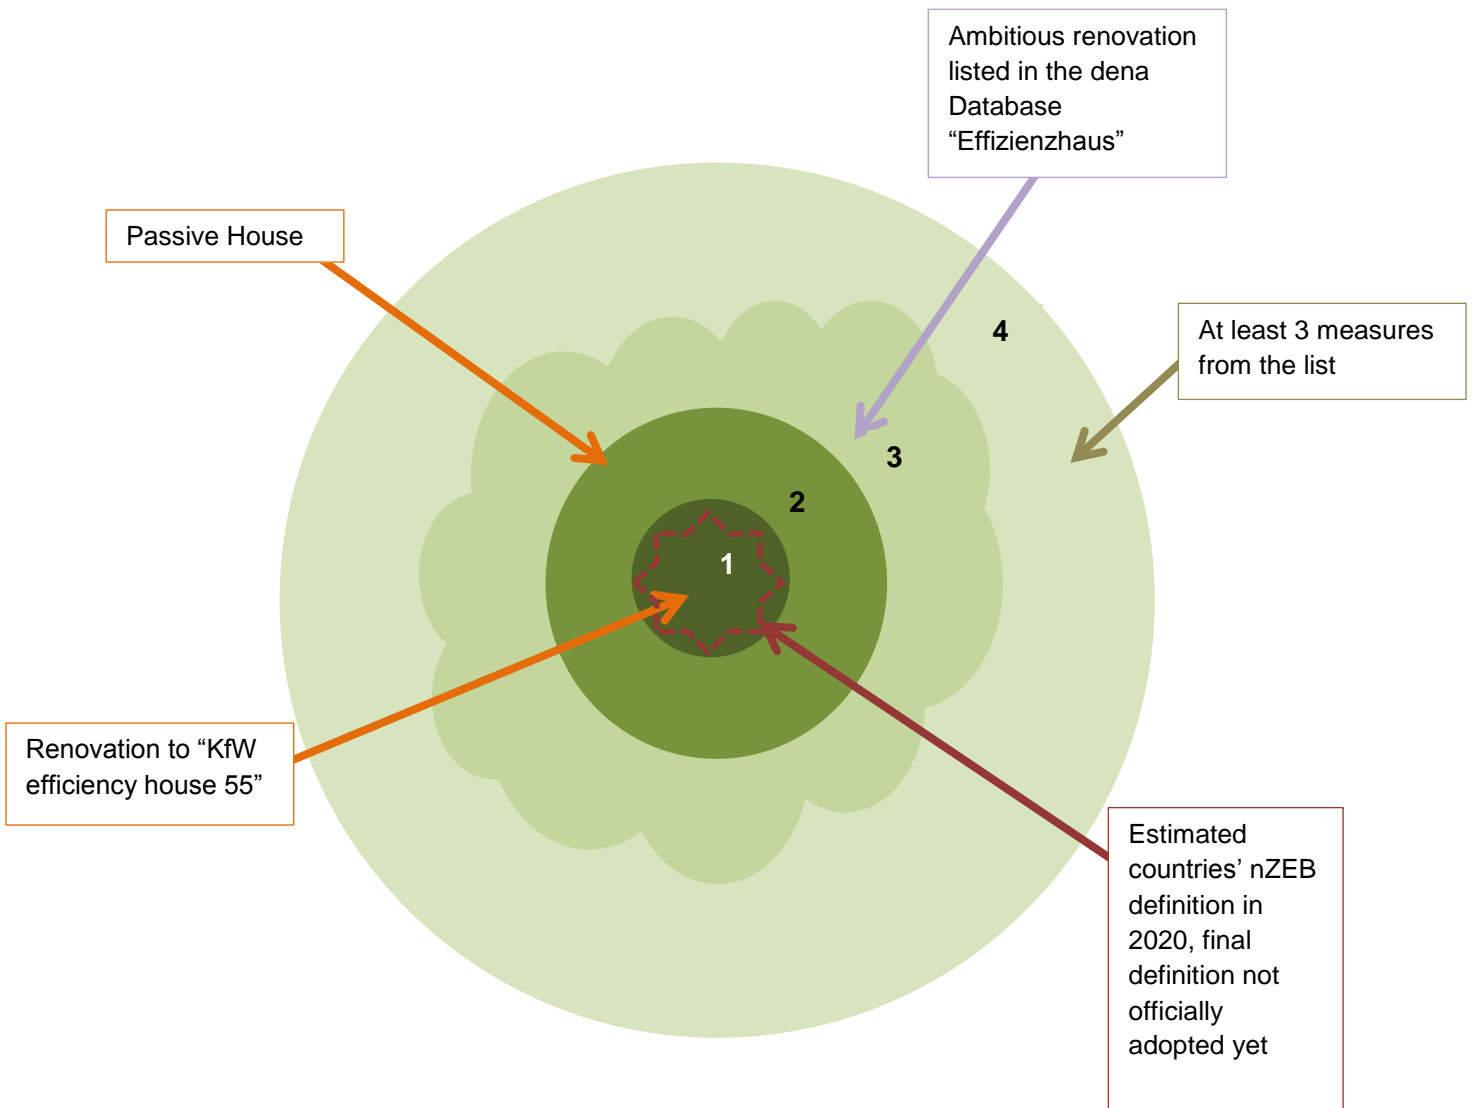 Ambitious renovation
listed in the dena
Database
“Effizienzhaus”
Passive House
4
At least 3 measures
from the list
3
2
1
Renovation to “KfW
efficiency house 55”
Estimated
countries’ nZEB
definition in
2020, final
definition not
officially
adopted yet